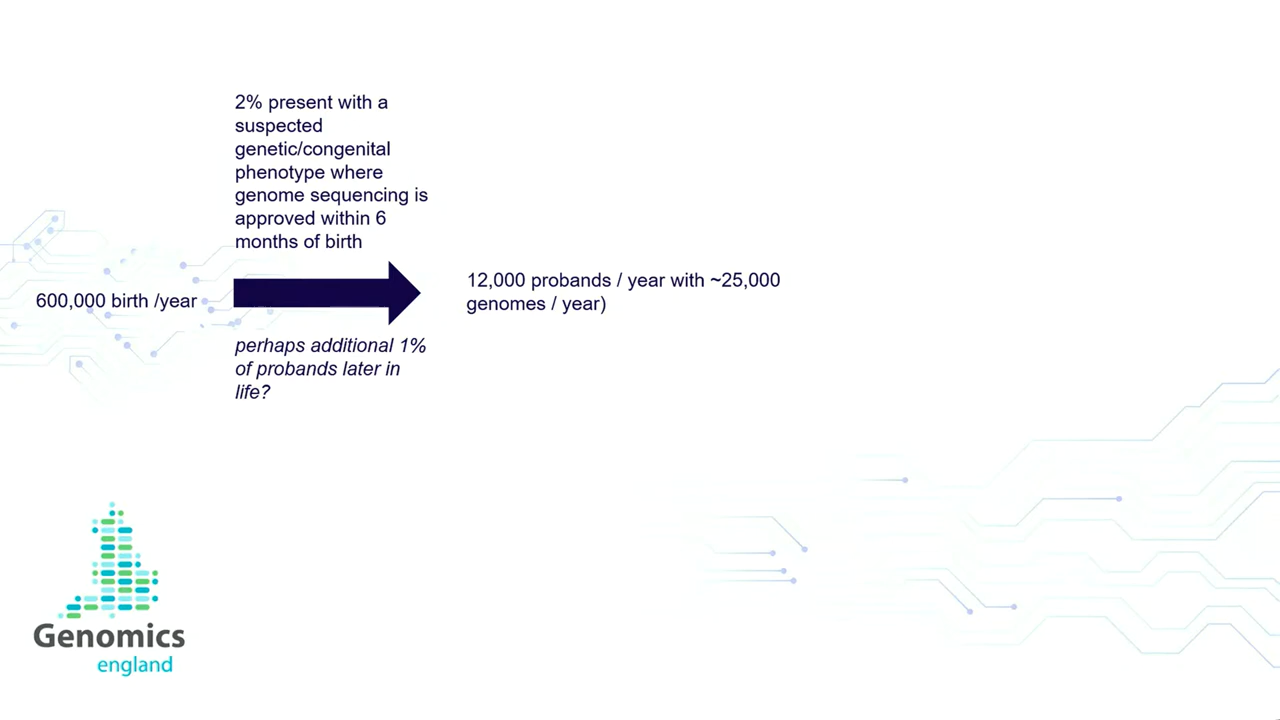 2% present with a
suspected
genetic/congenital
phenotype where
genome sequencing is
approved within 6
months of birth
600,000 birth /year
12,000 probands / year with ~25,000
genomes / year)
perhaps additional 1%
of probands later in
life?
Genomics
england